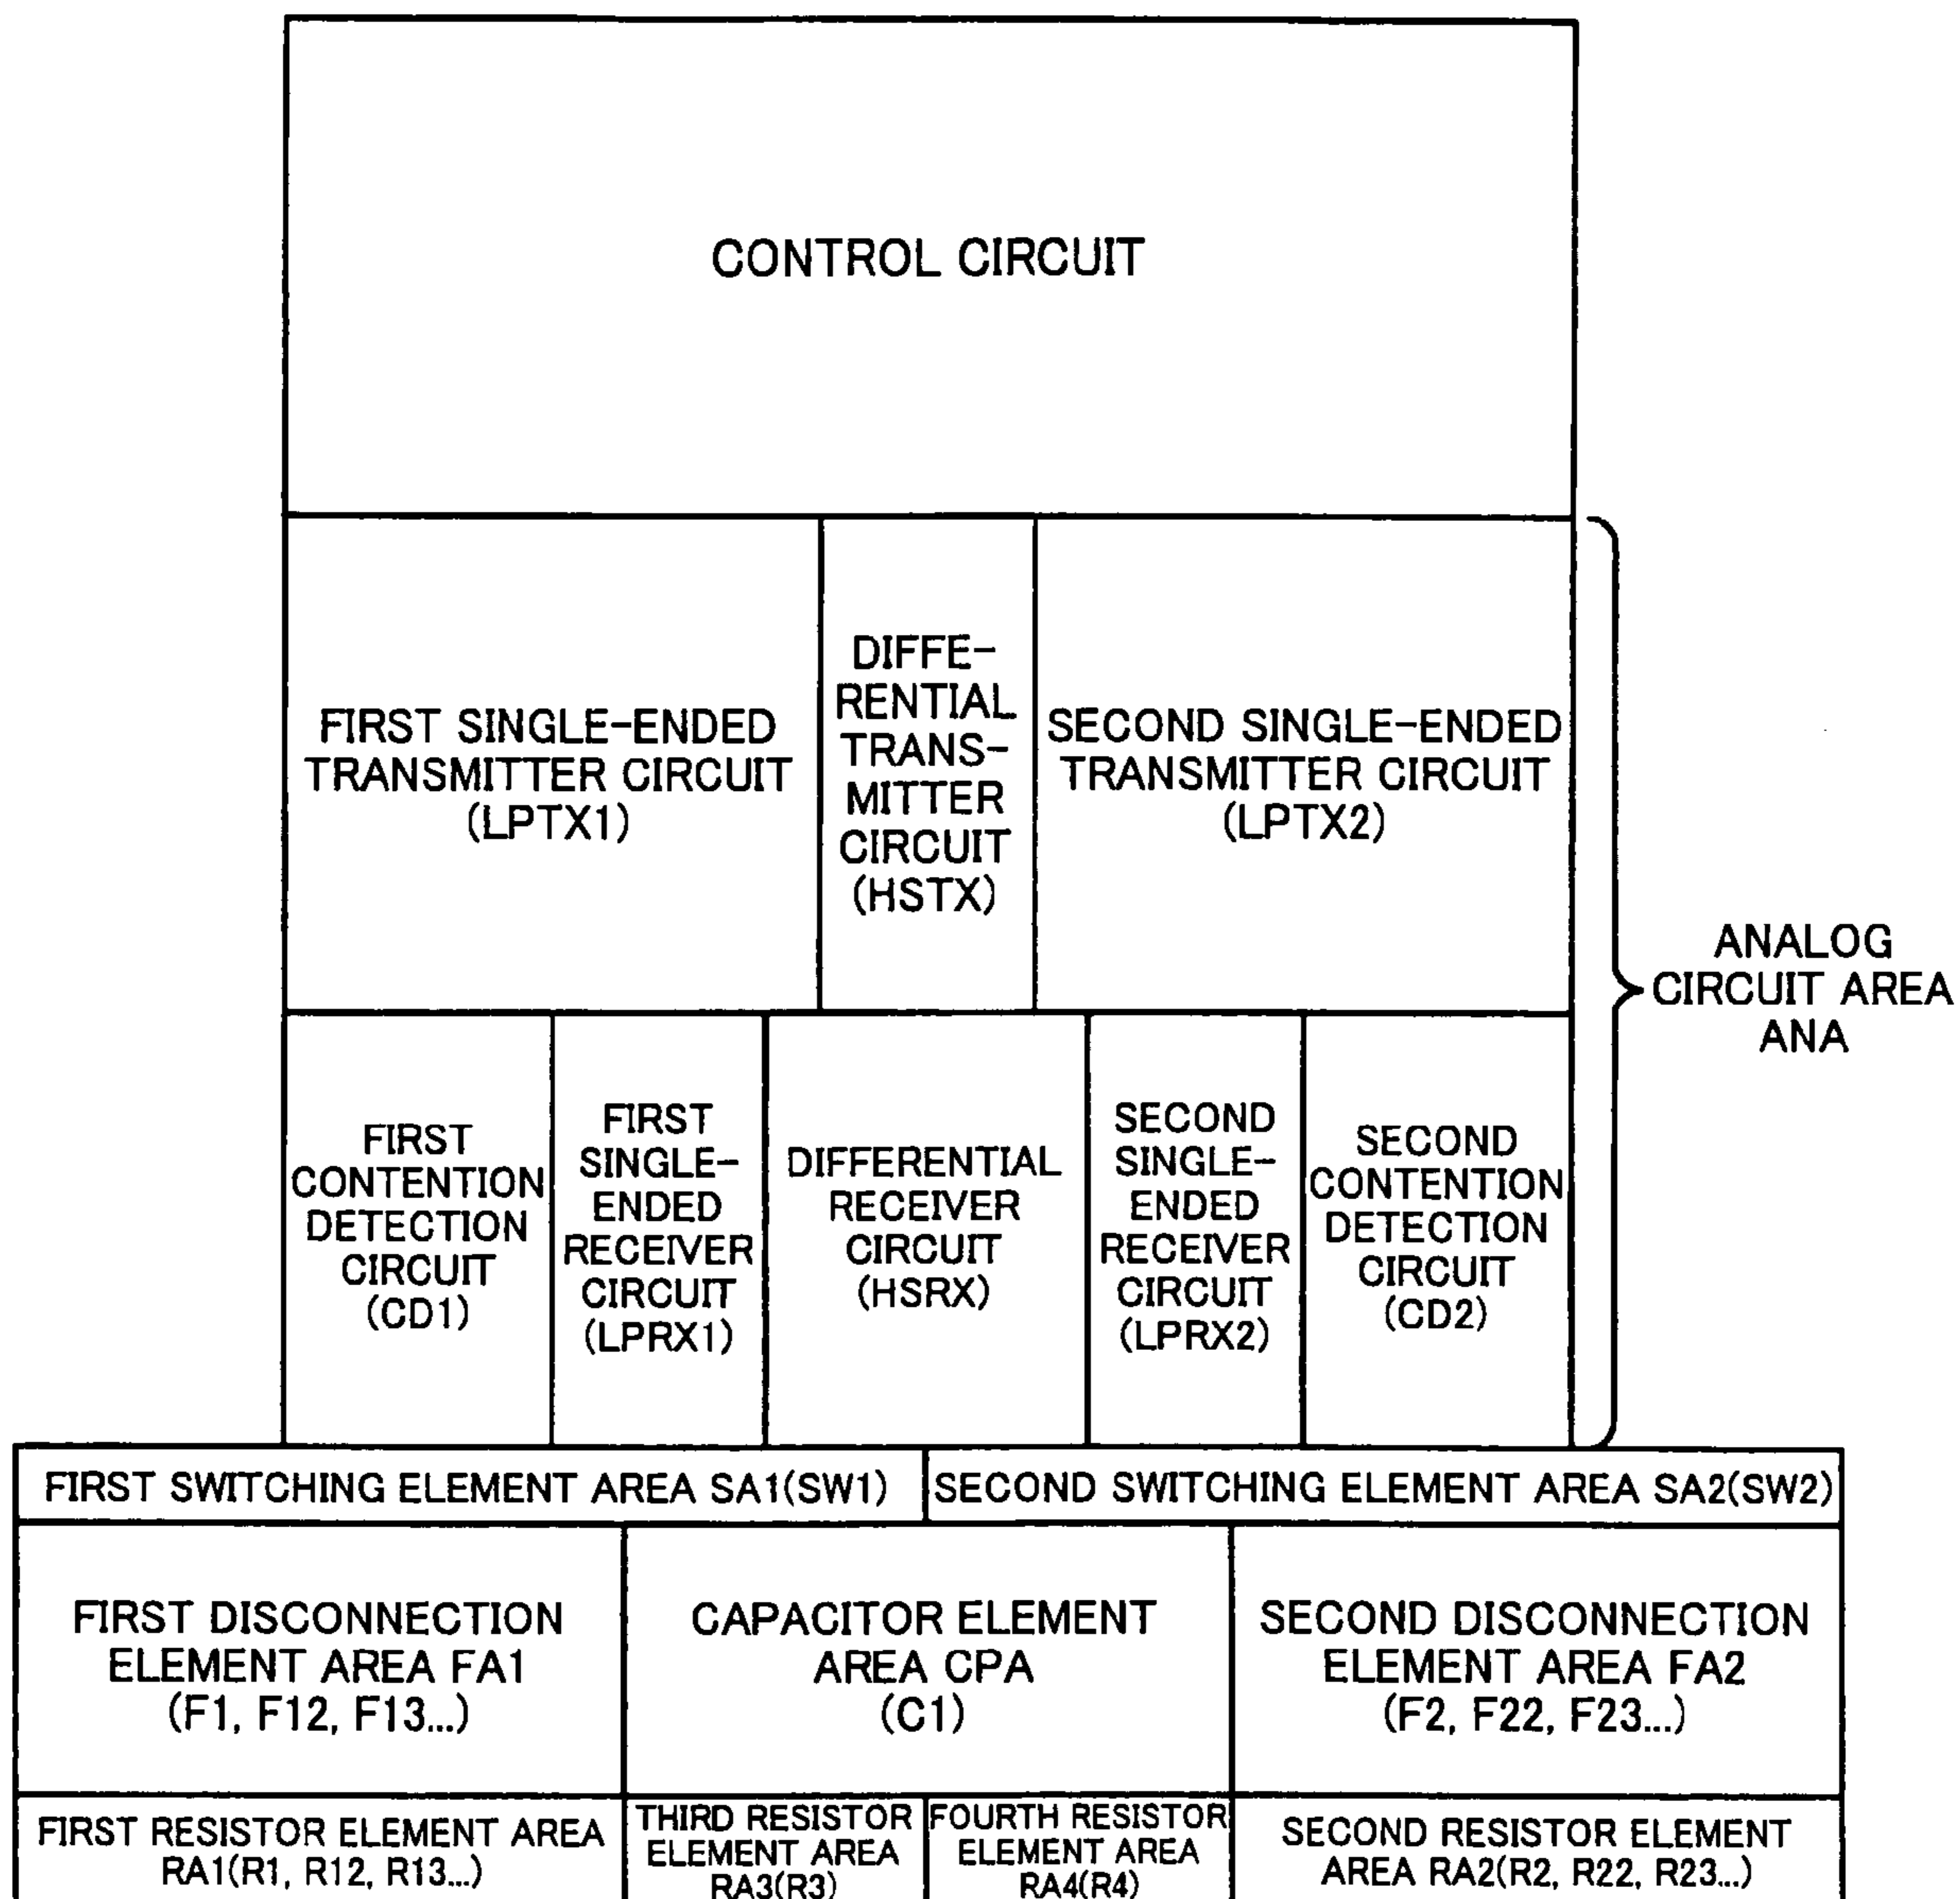 CONTROL CIRCUIT
FIRST SINGLE-ENDED
TRANSMITTER CIRCUIT
(LPTX1)
DIFFE-
RENTIAL
TRANS-
MITTER
CIRCUIT
(HSTX)
SECOND SINGLE-ENDED
TRANSMITTER CIRCUIT
(LPTX2)
ANALOG
CIRCUIT AREA
ANA
FIRST
CONTENTION
DETECTION
CIRCUIT
(CD1)
FIRST
SINGLE-
ENDED
RECEIVER
CIRCUIT
(LPRX1)
DIFFERENTIAL
RECEIVER
CIRCUIT
(HSRX)
SECOND
SINGLE-
ENDED
RECEIVER
CIRCUIT
(LPRX2)
SECOND
CONTENTION
DETECTION
CIRCUIT
(CD2)
FIRST SWITCHING ELEMENT AREA SA1(SW1)
SECOND SWITCHING ELEMENT AREA SA2(SW2)
FIRST DISCONNECTION
ELEMENT AREA FA1
(F1, F12, F13...)
CAPACITOR ELEMENT
AREA CPA
(C1)
SECOND DISCONNECTION
ELEMENT AREA FA2
(F2, F22, F23...)
FIRST RESISTOR ELEMENT AREA
RA1(R1, R12, R13...)
THIRD RESISTOR
ELEMENT AREA
RA3(R3)
FOURTH RESISTOR
ELEMENT AREA
RA4(R4)
SECOND RESISTOR ELEMENT
AREA RA2(R2, R22, R23...)